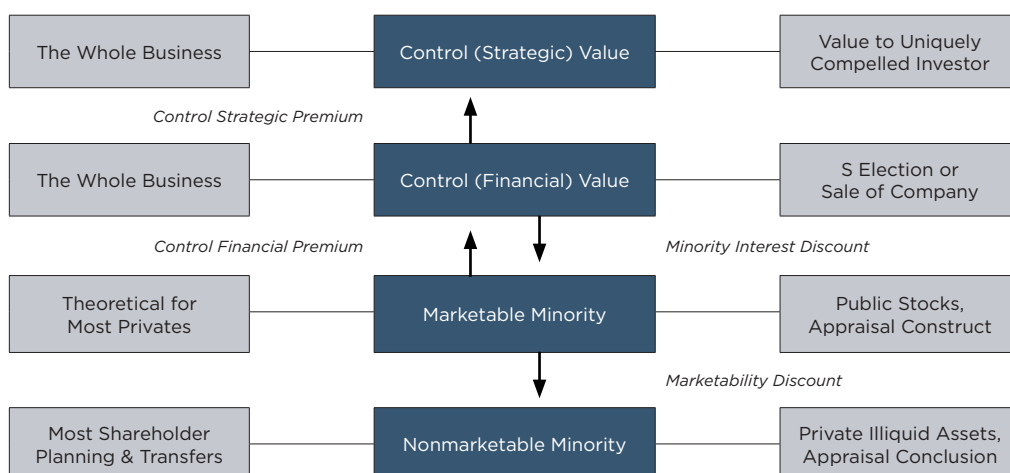 The Whole Business
Control (Strategic) Value
Value to Uniquely
Compelled Investor
Control Strategic Premium
The Whole Business
Control (Financial) Value
S Election or
Sale of Company
Control Financial Premium
Minority Interest Discount
Theoretical for
Most Privates
Marketable Minority
Public Stocks,
Appraisal Construct
Marketability Discount
Most Shareholder
Planning & Transfers
Nonmarketable Minority
Private Illiquid Assets,
Appraisal Conclusion